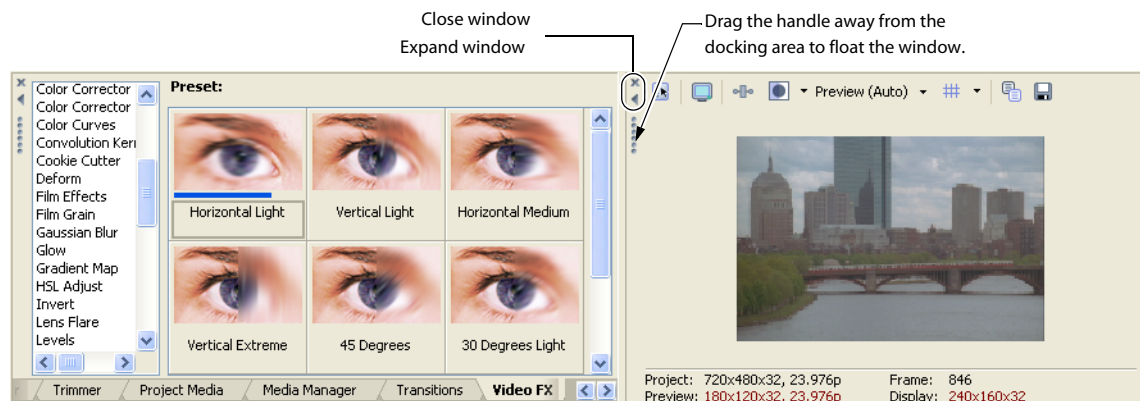 Close window
Expand window
Drag the handle away from the
docking area to float the window.
Color Corrector
Color Corrector
Color Curves
Convolution Kerr
Cookie Cutter
Deform
Film Effects
Film Grain
Gaussian Blur
Glow
Gradient Map
HSL Adjust
Invert
Lens Flare
Levels
Preset:
Horizontal Light
Vertical Light
Horizontal Medium
Vertical Extreme
45 Degrees
30 Degrees Light
Trimmer
Project Media
Media Manager
Transitions
Video FX
Preview (Auto)
Project: 720x480x32, 23.976p
Frame: 846
Preview: 180x120x32, 23.976p
Display: 240x160x32